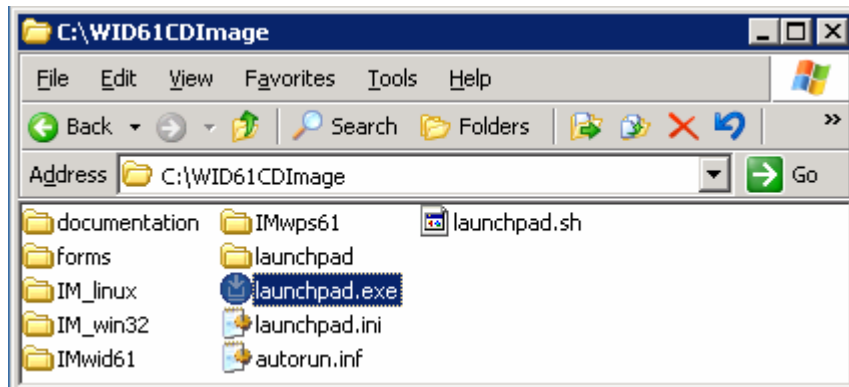 C:\WID61CDImage
File Edit View Favorites Tools Help
Back Search Folders »
Address C:\WID61CDImage Go
documentation IMwps61 launchpad.sh
forms launchpad
IM_linux launchpad.exe
IM_win32 launchpad.ini
IMwid61 autorun.inf